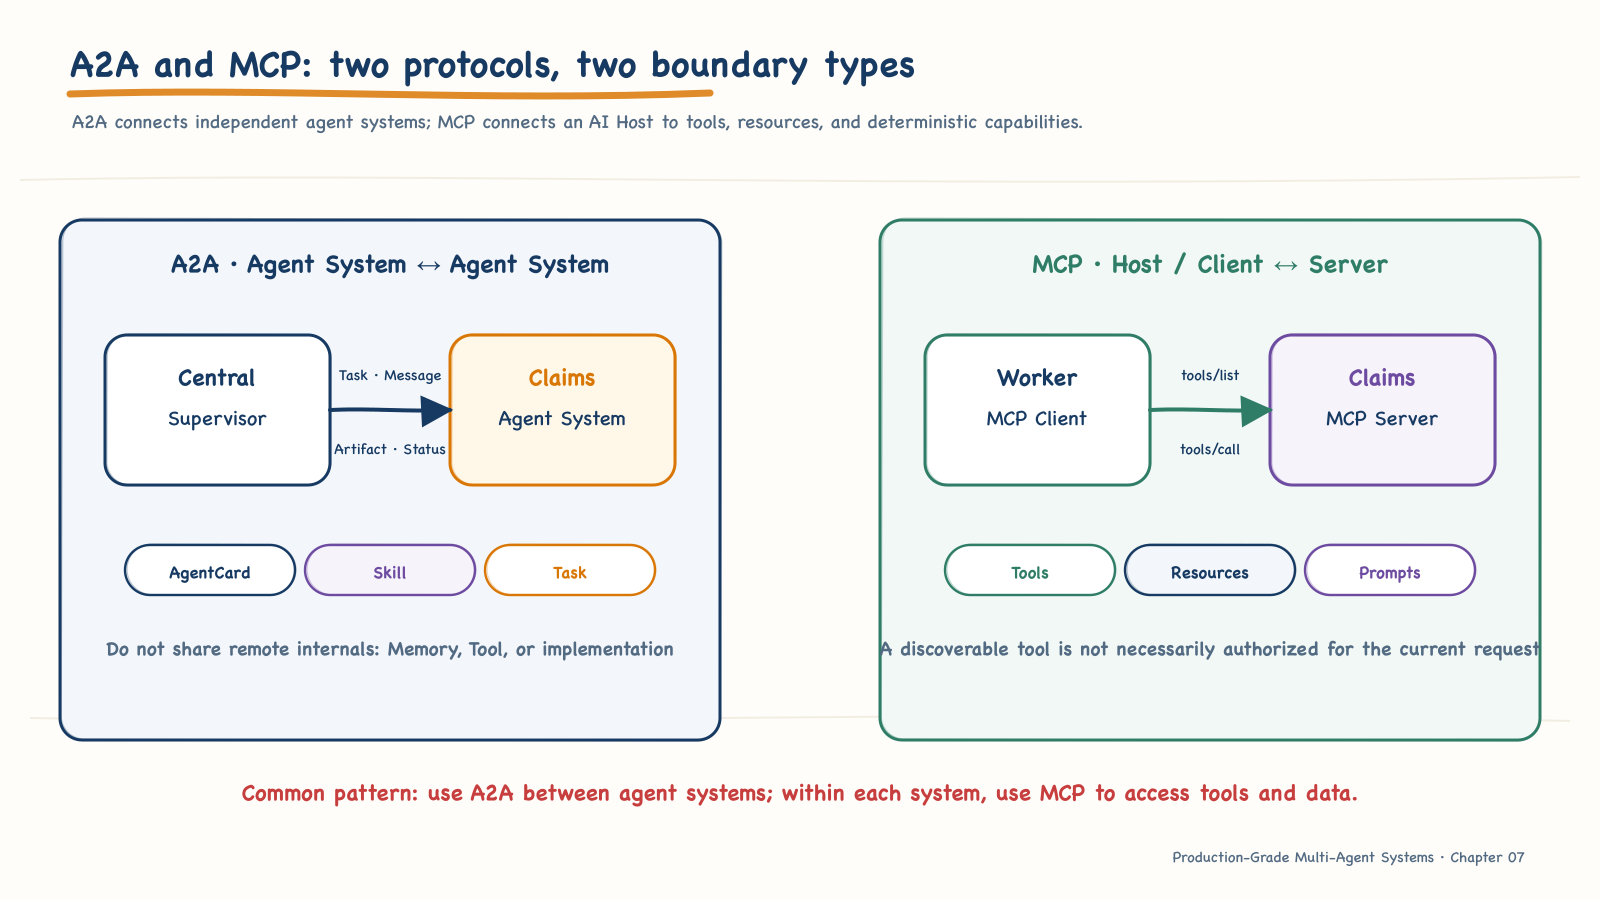 A2A and MCP: two protocols, two boundary types
A2A connects independent agent systems; MCP connects an AI Host to tools, resources, and deterministic capabilities.
A2A · Agent System ↔ Agent System
Central
Supervisor
Task · Message
Artifact · Status
Claims
Agent System
AgentCard
Skill
Task
Do not share remote internals: Memory, Tool, or implementation
MCP · Host / Client ↔ Server
Worker
MCP Client
tools/list
tools/call
Claims
MCP Server
Tools
Resources
Prompts
A discoverable tool is not necessarily authorized for the current request
Common pattern: use A2A between agent systems; within each system, use MCP to access tools and data.
Production-Grade Multi-Agent Systems · Chapter 07